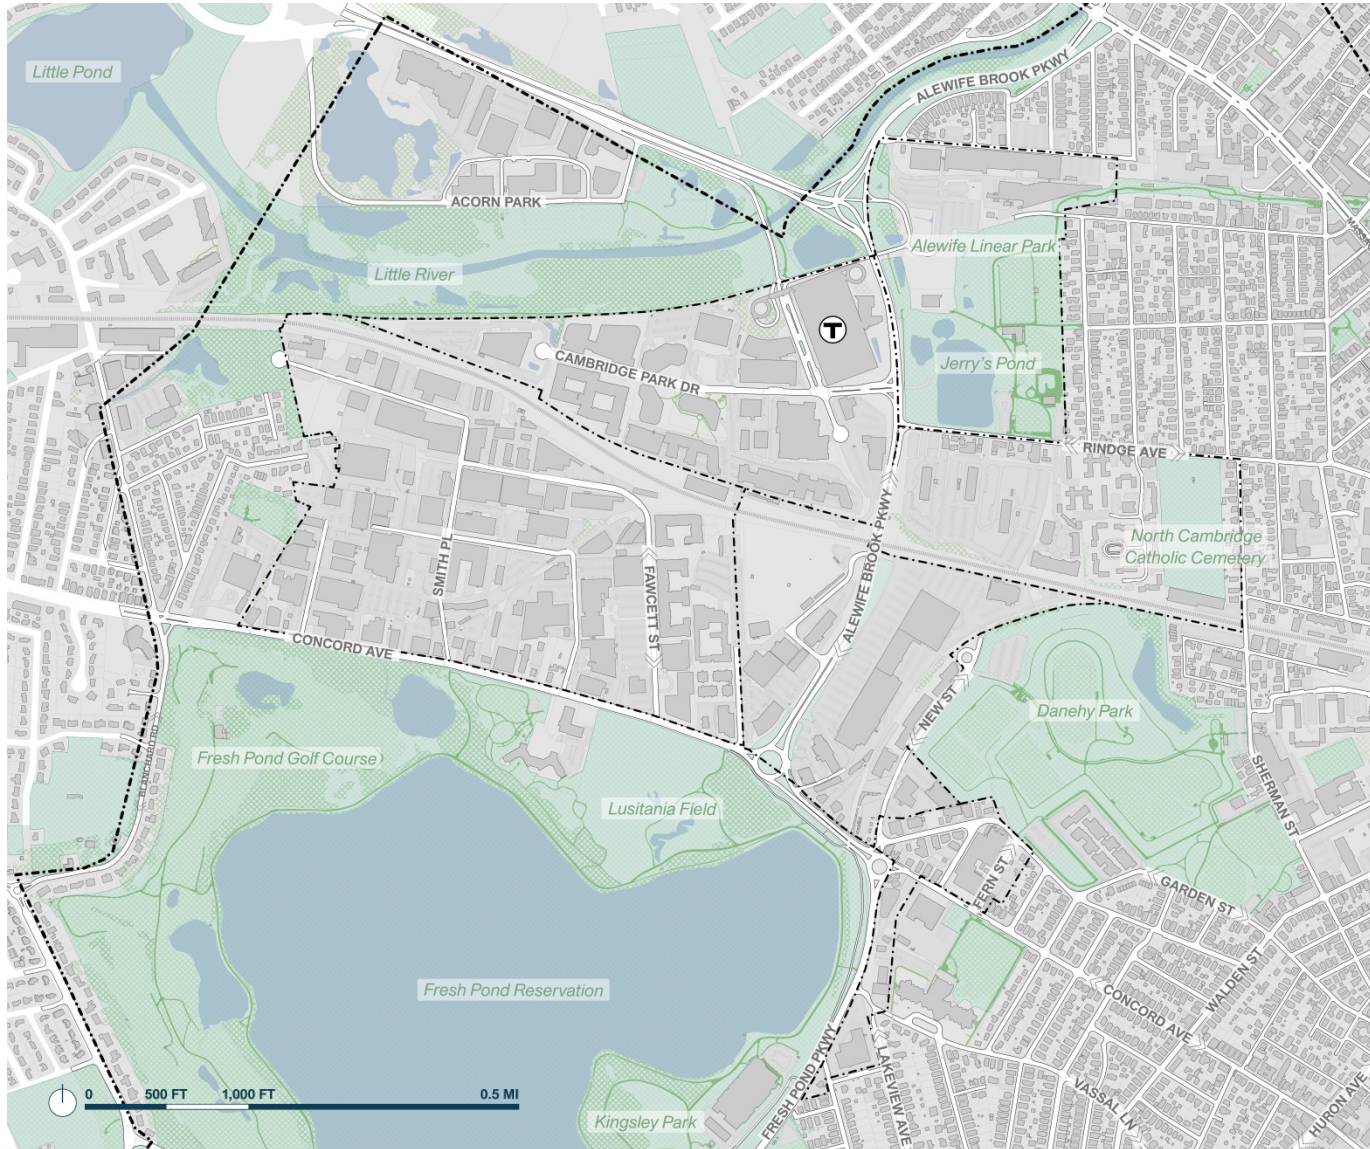 Little Pond
ALEWIFE BROOK PKWY
ACORN PARK
Alewife Linear Park
Little River
T
CAMBRIDGE PARK DR
Jerry's Pond
RINDGE AVE
North Cambridge
Catholic Cemetery
SMITH PL
FAWCETT ST
ALEWIFE BROOK PKWY
CONCORD AVE
NEW ST
Danehy Park
BLANCHARD RD
Fresh Pond Golf Course
Lusitania Field
SHERMAN ST
FERN ST
GARDEN ST
Fresh Pond Reservation
WALDEN ST
CONCORD AVE
FRESH POND PKWY
LAKEVIEW AVE
VASSAL LN
HURON AVE
Kingsley Park
0 500 FT 1,000 FT 0.5 MI